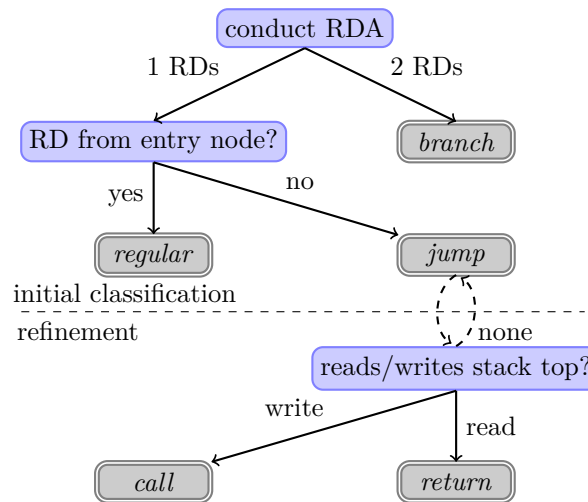 conduct RDA
1 RDs
2 RDs
RD from entry node?
branch
yes
no
regular
jump
initial classification
refinement
none
reads/writes stack top?
write
read
call
return